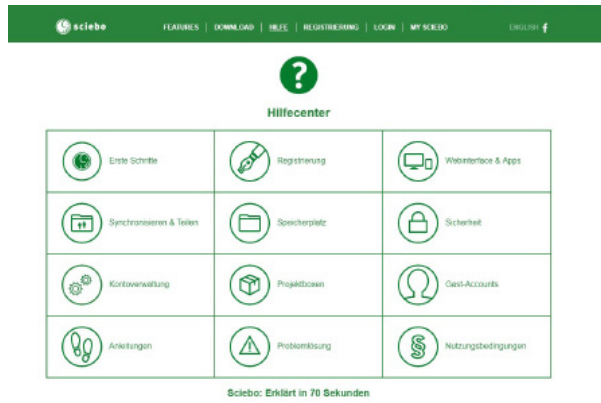 sciebo FEATURES | DOWNLOAD | HILFE | REGISTRIERUNG | LOGIN | MY SCIEBO ENGLISH f
?
Hilfecenter
Erste Schritte Registrierung Webinterface & Apps
Synchronisieren & Teilen Speicherplatz Sicherheit
Kontoverwaltung Projektboxen Gast-Accounts
Anleitungen Problemlösung § Nutzungsbedingungen
Sciebo: Erklärt in 70 Sekunden